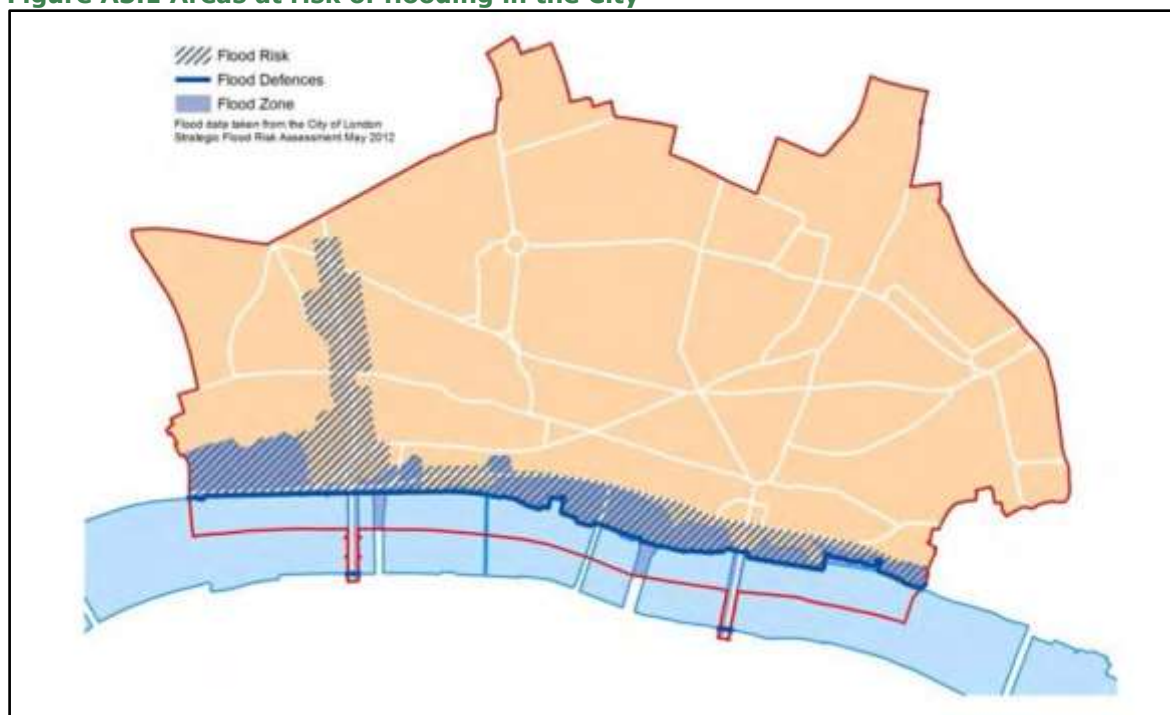 Figure A3.1 Areas at risk of flooding in the City
Flood Risk
Flood Defences
Flood Zone
Flood data taken from the City of London
Strategic Flood Risk Assessment May 2012